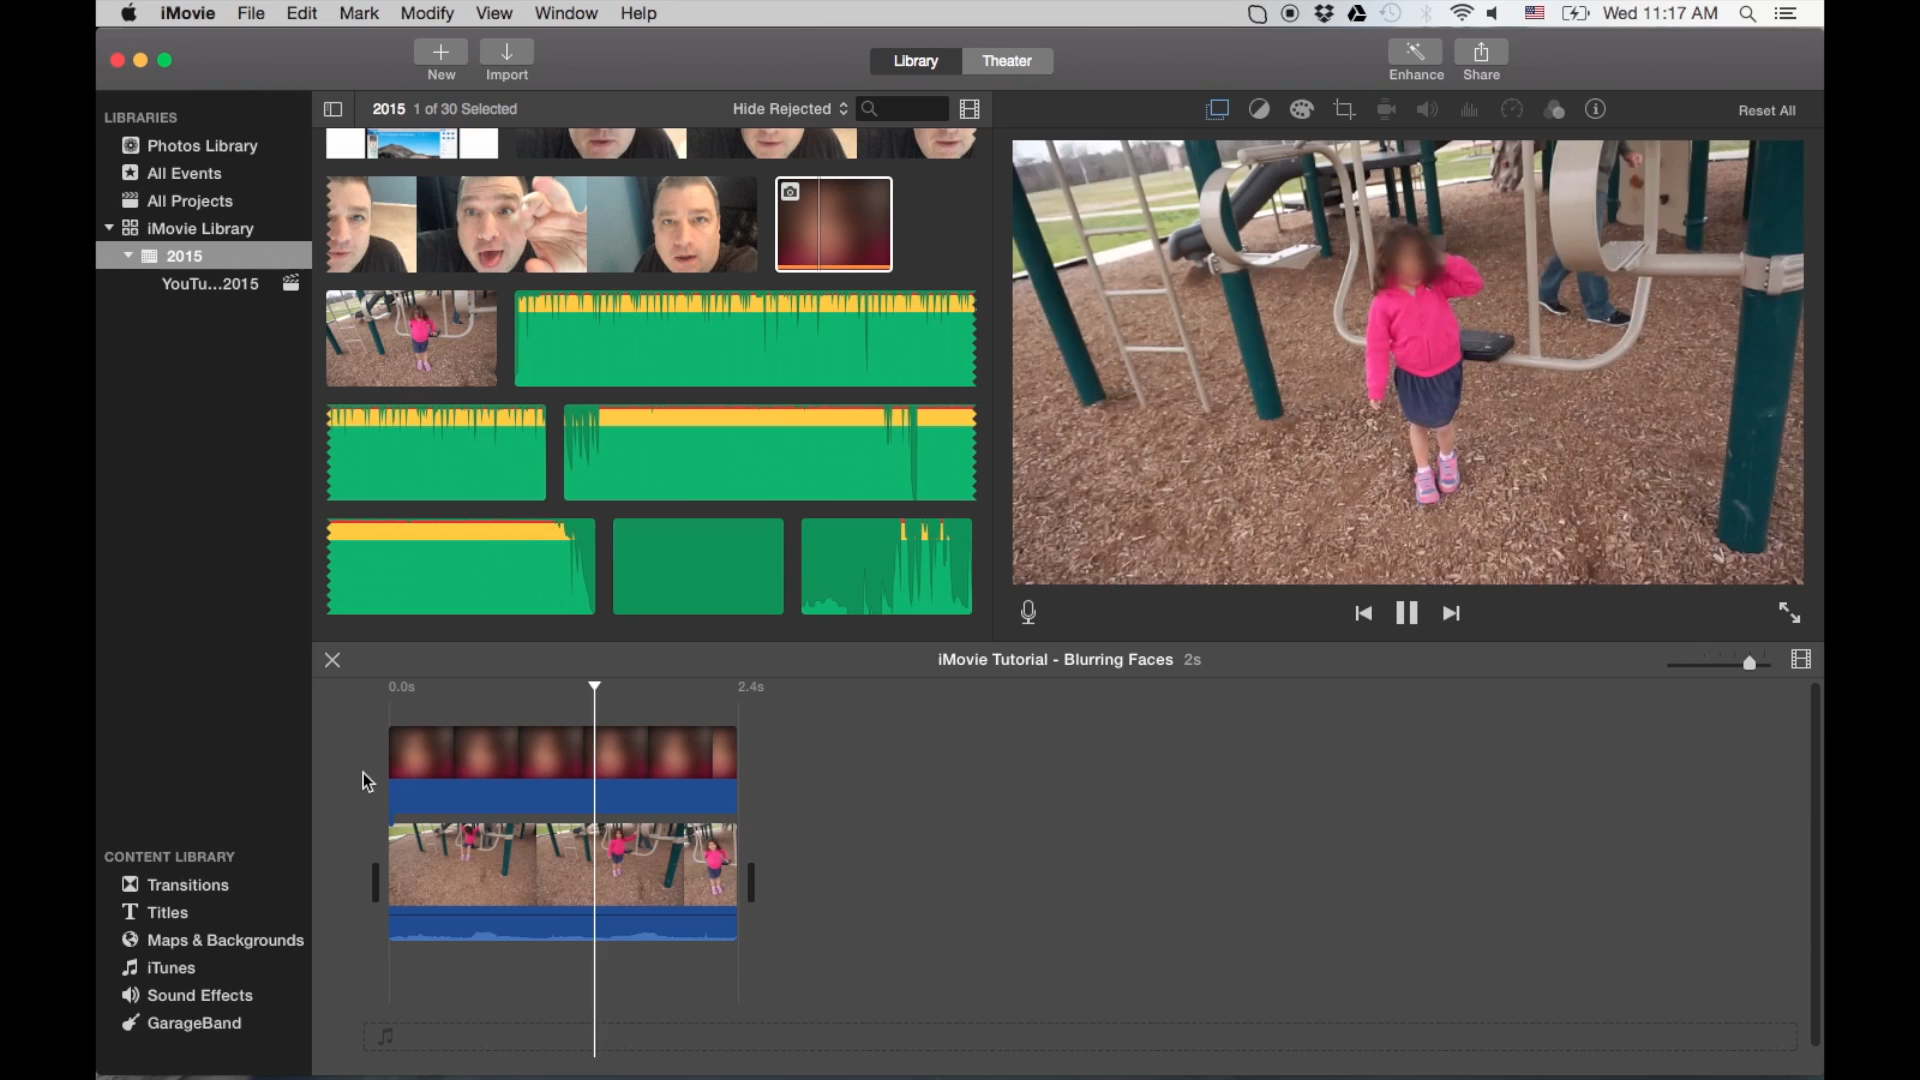 iMovie File Edit Mark Modify View Window Help Wed 11:17 AM
New Import Library Theater Enhance Share
LIBRARIES
Photos Library
All Events
All Projects
iMovie Library
2015
YouTu...2015
2015 1 of 30 Selected Hide Rejected
Reset All
iMovie Tutorial - Blurring Faces 2s
0.0s 2.4s
CONTENT LIBRARY
Transitions
Titles
Maps & Backgrounds
iTunes
Sound Effects
GarageBand